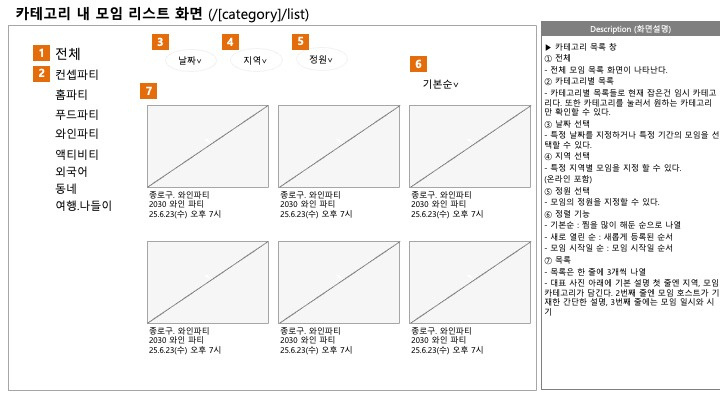 카테고리 내 모임 리스트 화면 (/[category]/list)
1 전체
2 컨셉파티
홈파티
푸드파티
와인파티
액티비티
외국어
동네
여행.나들이
3 날짜∨
4 지역∨
5 정원∨
6 기본순∨
7
종로구. 와인파티
2030 와인 파티
25.6.23(수) 오후 7시
종로구. 와인파티
2030 와인 파티
25.6.23(수) 오후 7시
종로구. 와인파티
2030 와인 파티
25.6.23(수) 오후 7시
종로구. 와인파티
2030 와인 파티
25.6.23(수) 오후 7시
종로구. 와인파티
2030 와인 파티
25.6.23(수) 오후 7시
종로구. 와인파티
2030 와인 파티
25.6.23(수) 오후 7시
Description (화면설명)
▶ 카테고리 목록 창
① 전체
- 전체 모임 목록 화면이 나타난다.
② 카테고리별 목록
- 카테고리별 목록들로 현재 잡은건 임시 카테고
리다. 또한 카테고리를 눌러서 원하는 카테고리
만 확인할 수 있다.
③ 날짜 선택
- 특정 날짜를 지정하거나 특정 기간의 모임을 선
택할 수 있다.
④ 지역 선택
- 특정 지역별 모임을 지정 할 수 있다.
(온라인 포함)
⑤ 정원 선택
- 모임의 정원을 지정할 수 있다.
⑥ 정렬 기능
- 기본순 : 찜을 많이 해둔 순으로 나열
- 새로 열린 순 : 새롭게 등록된 순서
- 모임 시작일 순 : 모임 시작일 순서
⑦ 목록
- 목록은 한 줄에 3개씩 나열
- 대표 사진 아래에 기본 설명 첫 줄엔 지역, 모임
카테고리가 담긴다. 2번째 줄엔 모임 호스트가 기
재한 간단한 설명, 3번째 줄에는 모임 일시와 시
기